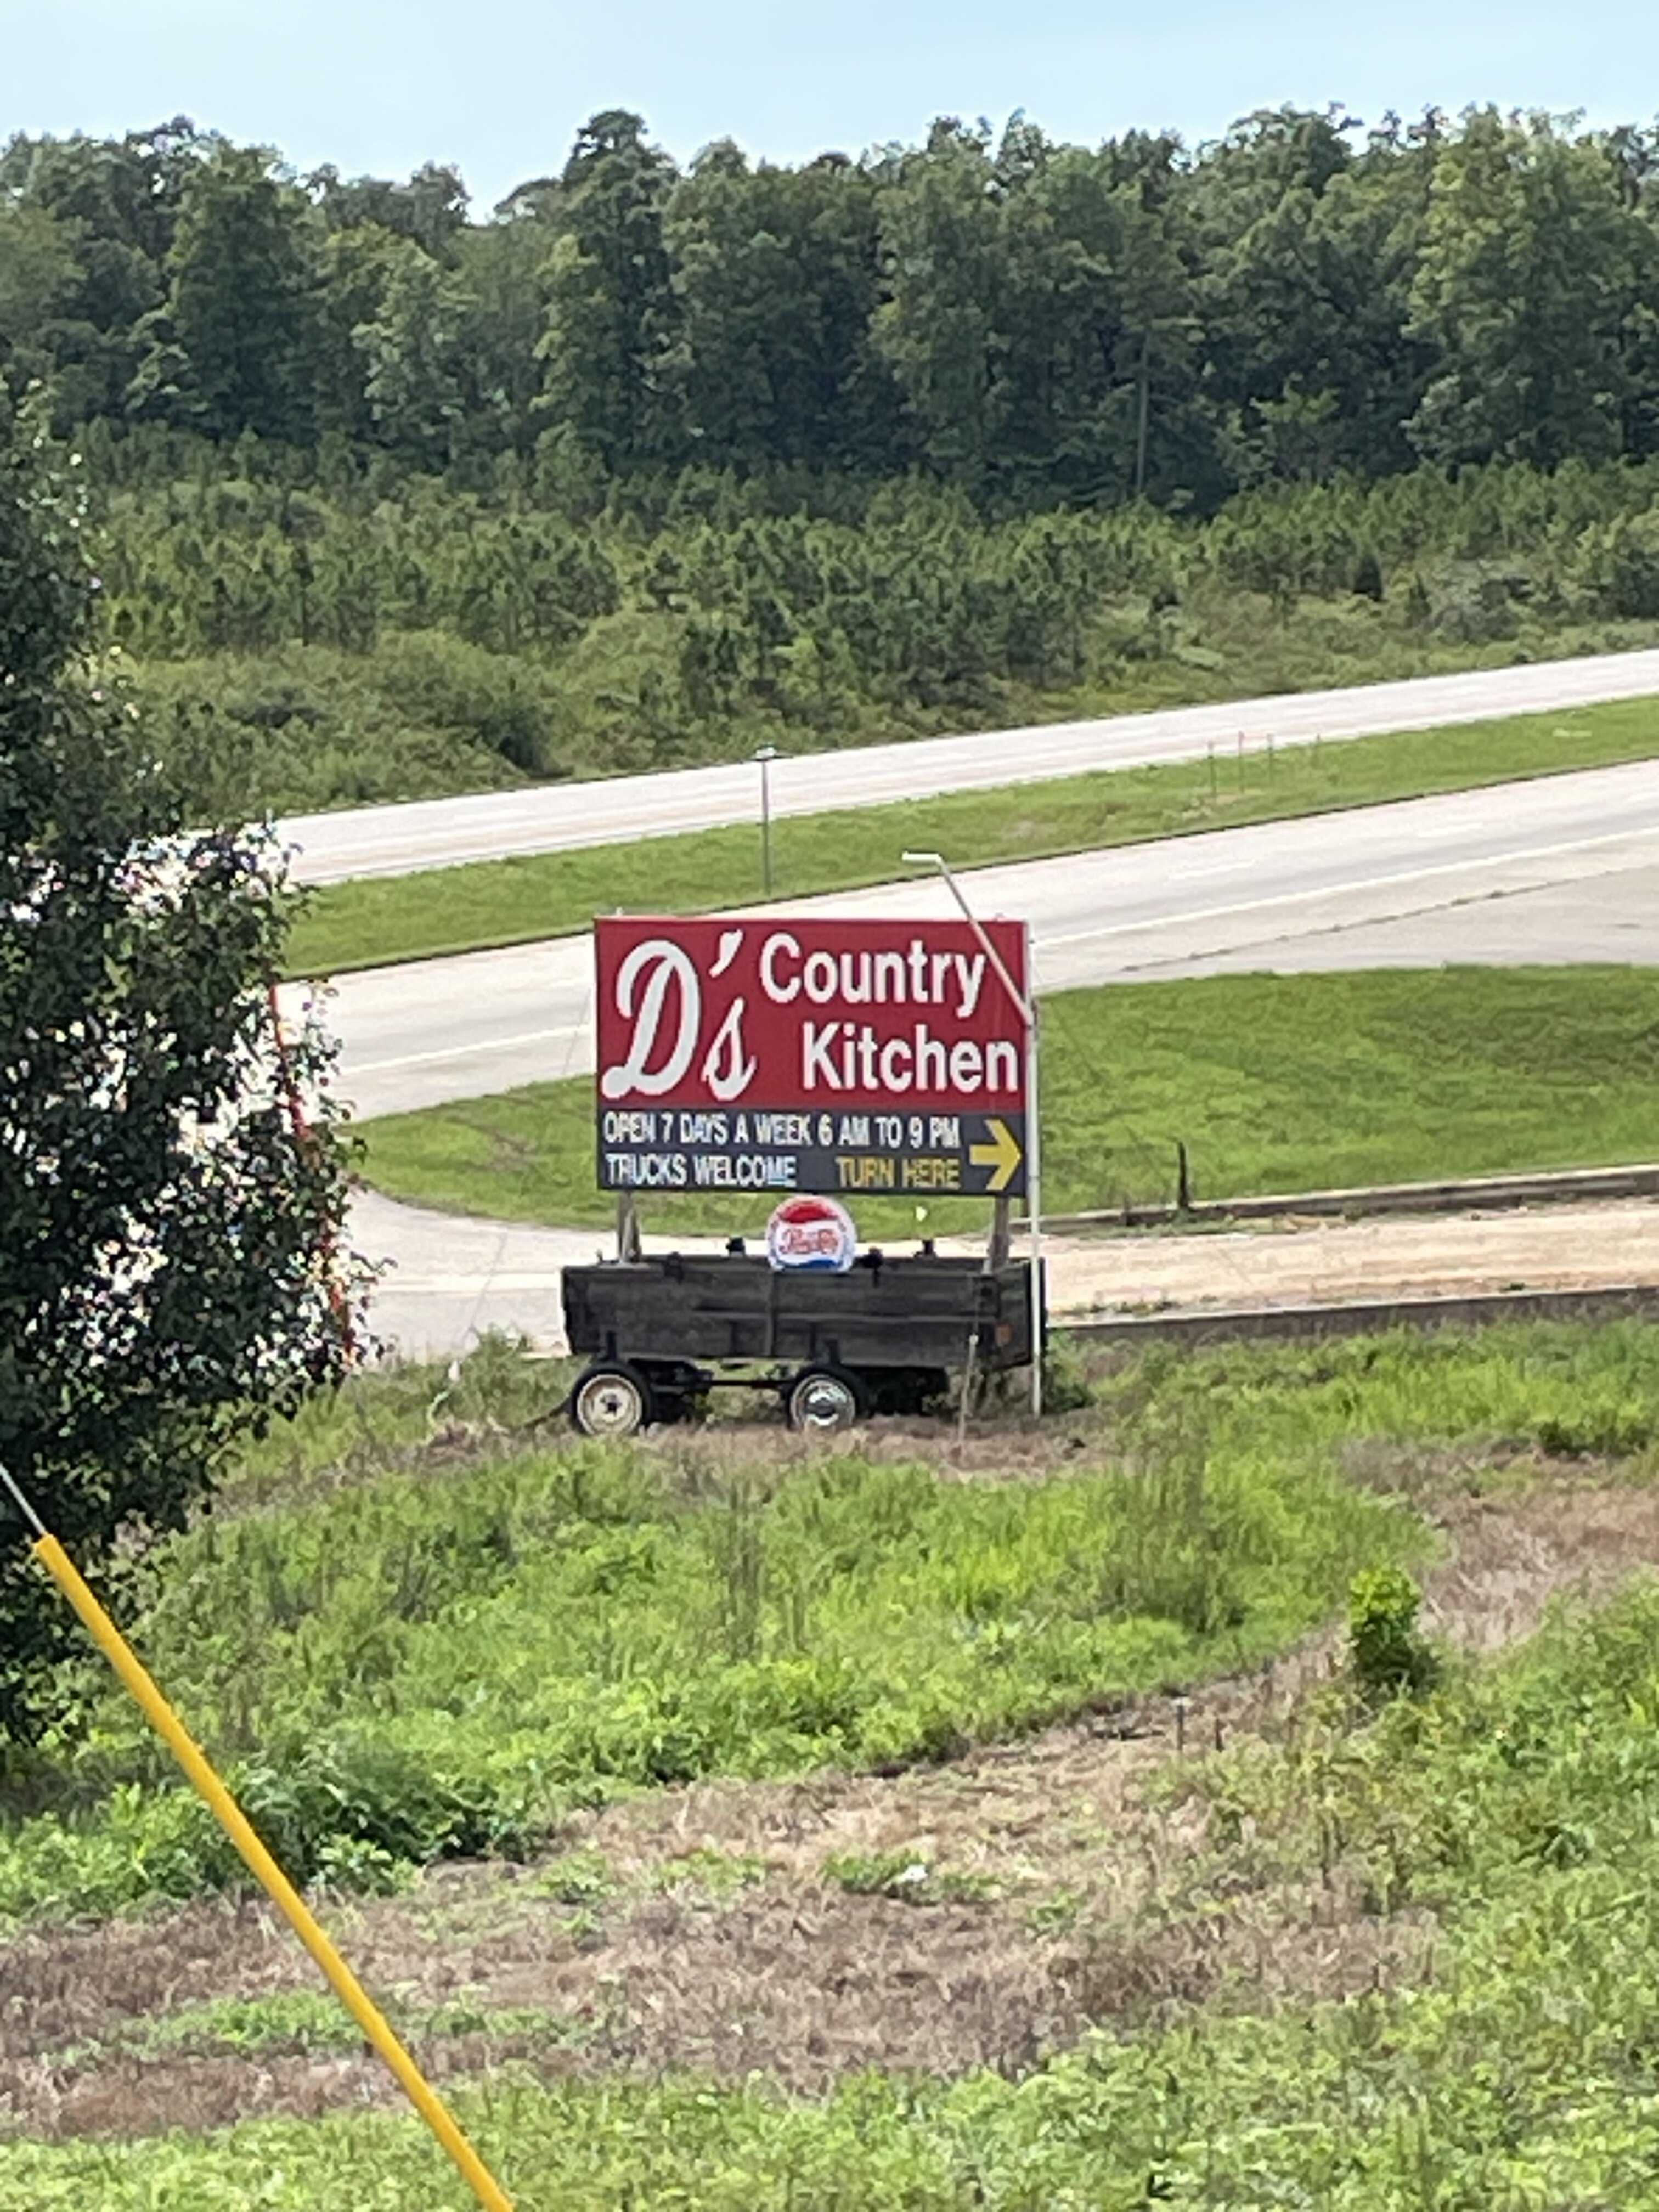 D's Country
Kitchen
OPEN 7 DAYS A WEEK 6 AM TO 9 PM
TRUCKS WELCOME TURN HERE